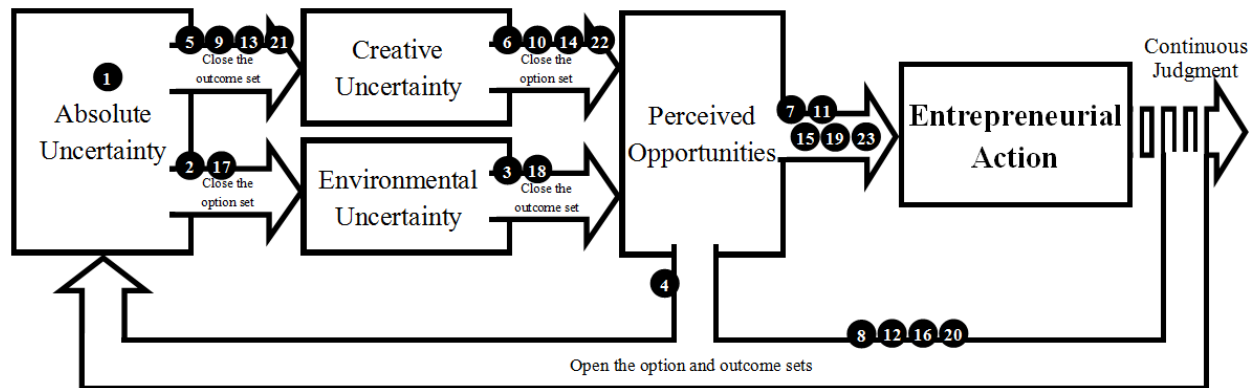 1
Absolute
Uncertainty
5 9 13 21
Close the
outcome set
2 17
Close the
option set
Creative
Uncertainty
Environmental
Uncertainty
6 10 14 22
Close the
option set
3 18
Close the
outcome set
Perceived
Opportunities
4
7 11
15 19 23
Entrepreneurial
Action
Continuous
Judgment
8 12 16 20
Open the option and outcome sets